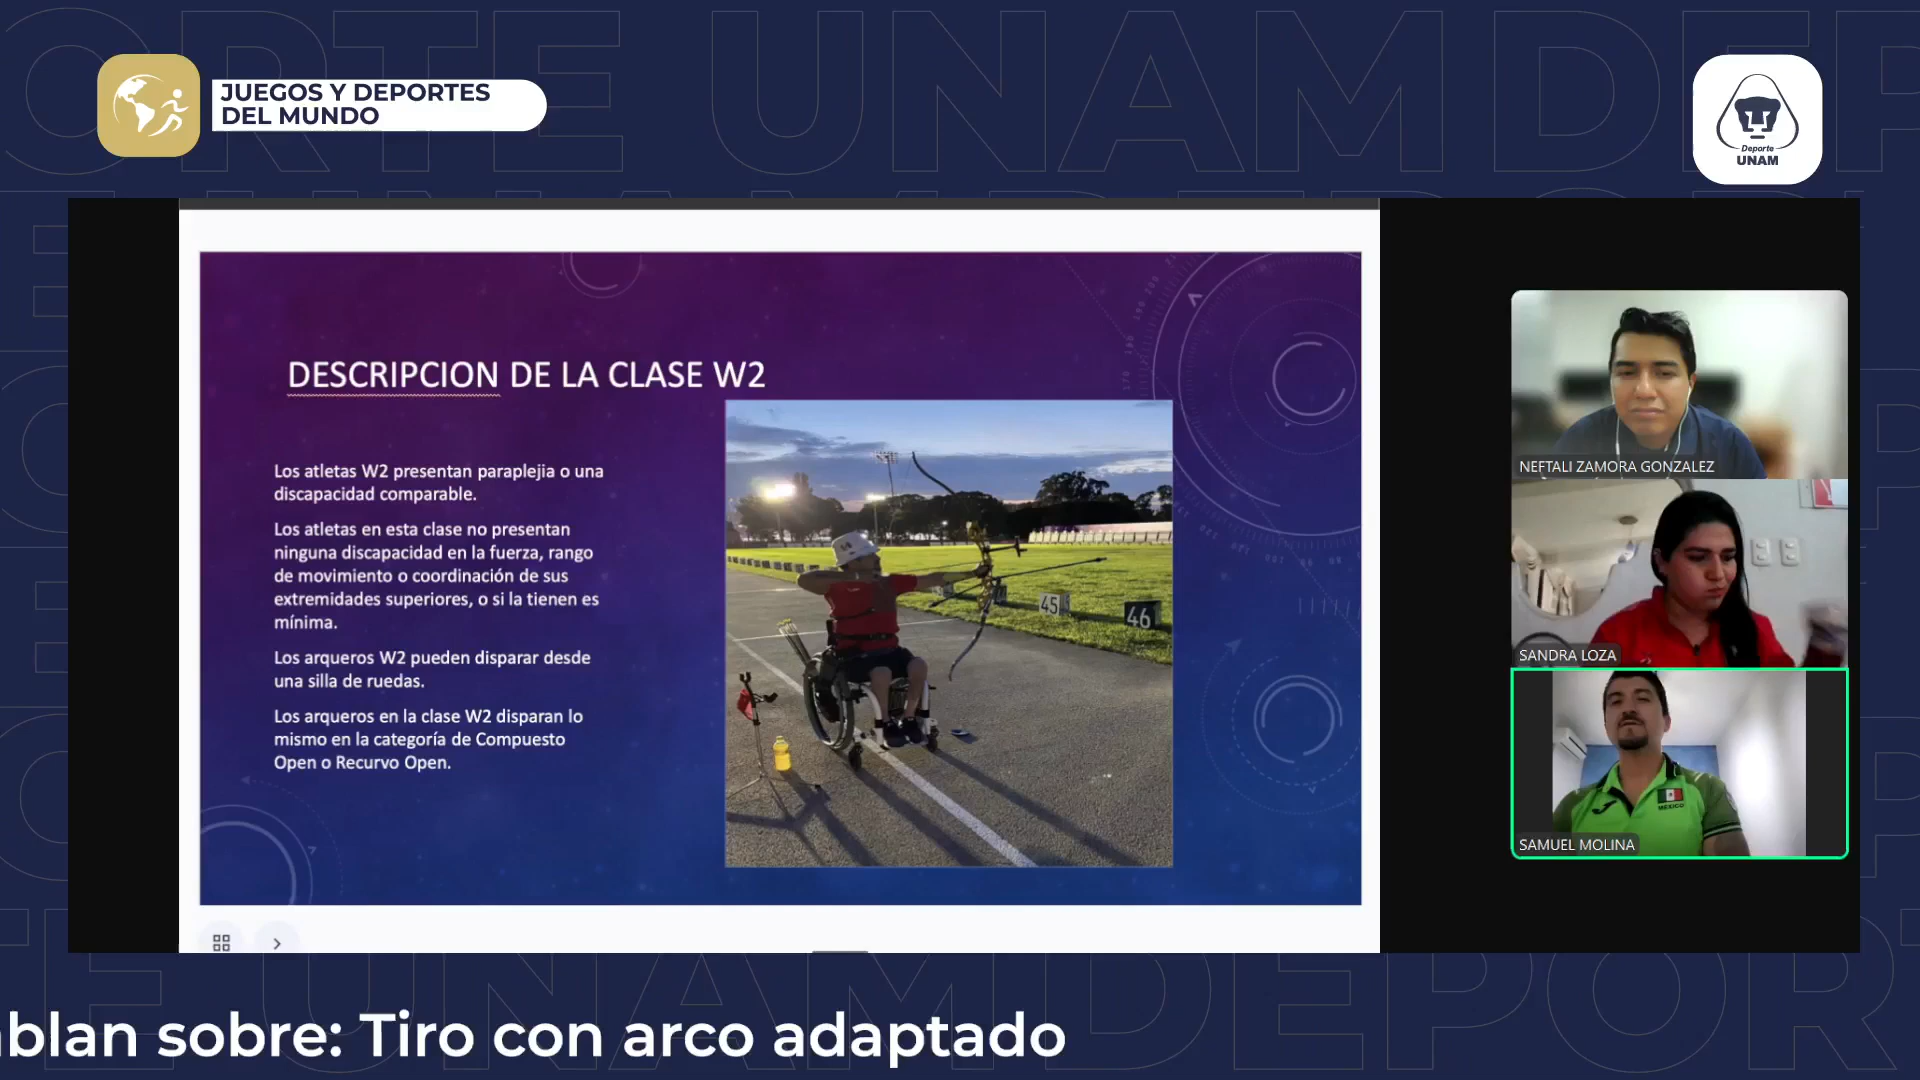 JUEGOS Y DEPORTES
DEL MUNDO
Deporte
UNAM
DESCRIPCION DE LA CLASE W2
Los atletas W2 presentan paraplejia o una
discapacidad comparable.
Los atletas en esta clase no presentan
ninguna discapacidad en la fuerza, rango
de movimiento o coordinación de sus
extremidades superiores, o si la tienen es
mínima.
Los arqueros W2 pueden disparar desde
una silla de ruedas.
Los arqueros en la clase W2 disparan lo
mismo en la categoría de Compuesto
Open o Recurvo Open.
45
46
NEFTALI ZAMORA GONZALEZ
SANDRA LOZA
MÉXICO
SAMUEL MOLINA
ablan sobre: Tiro con arco adaptado